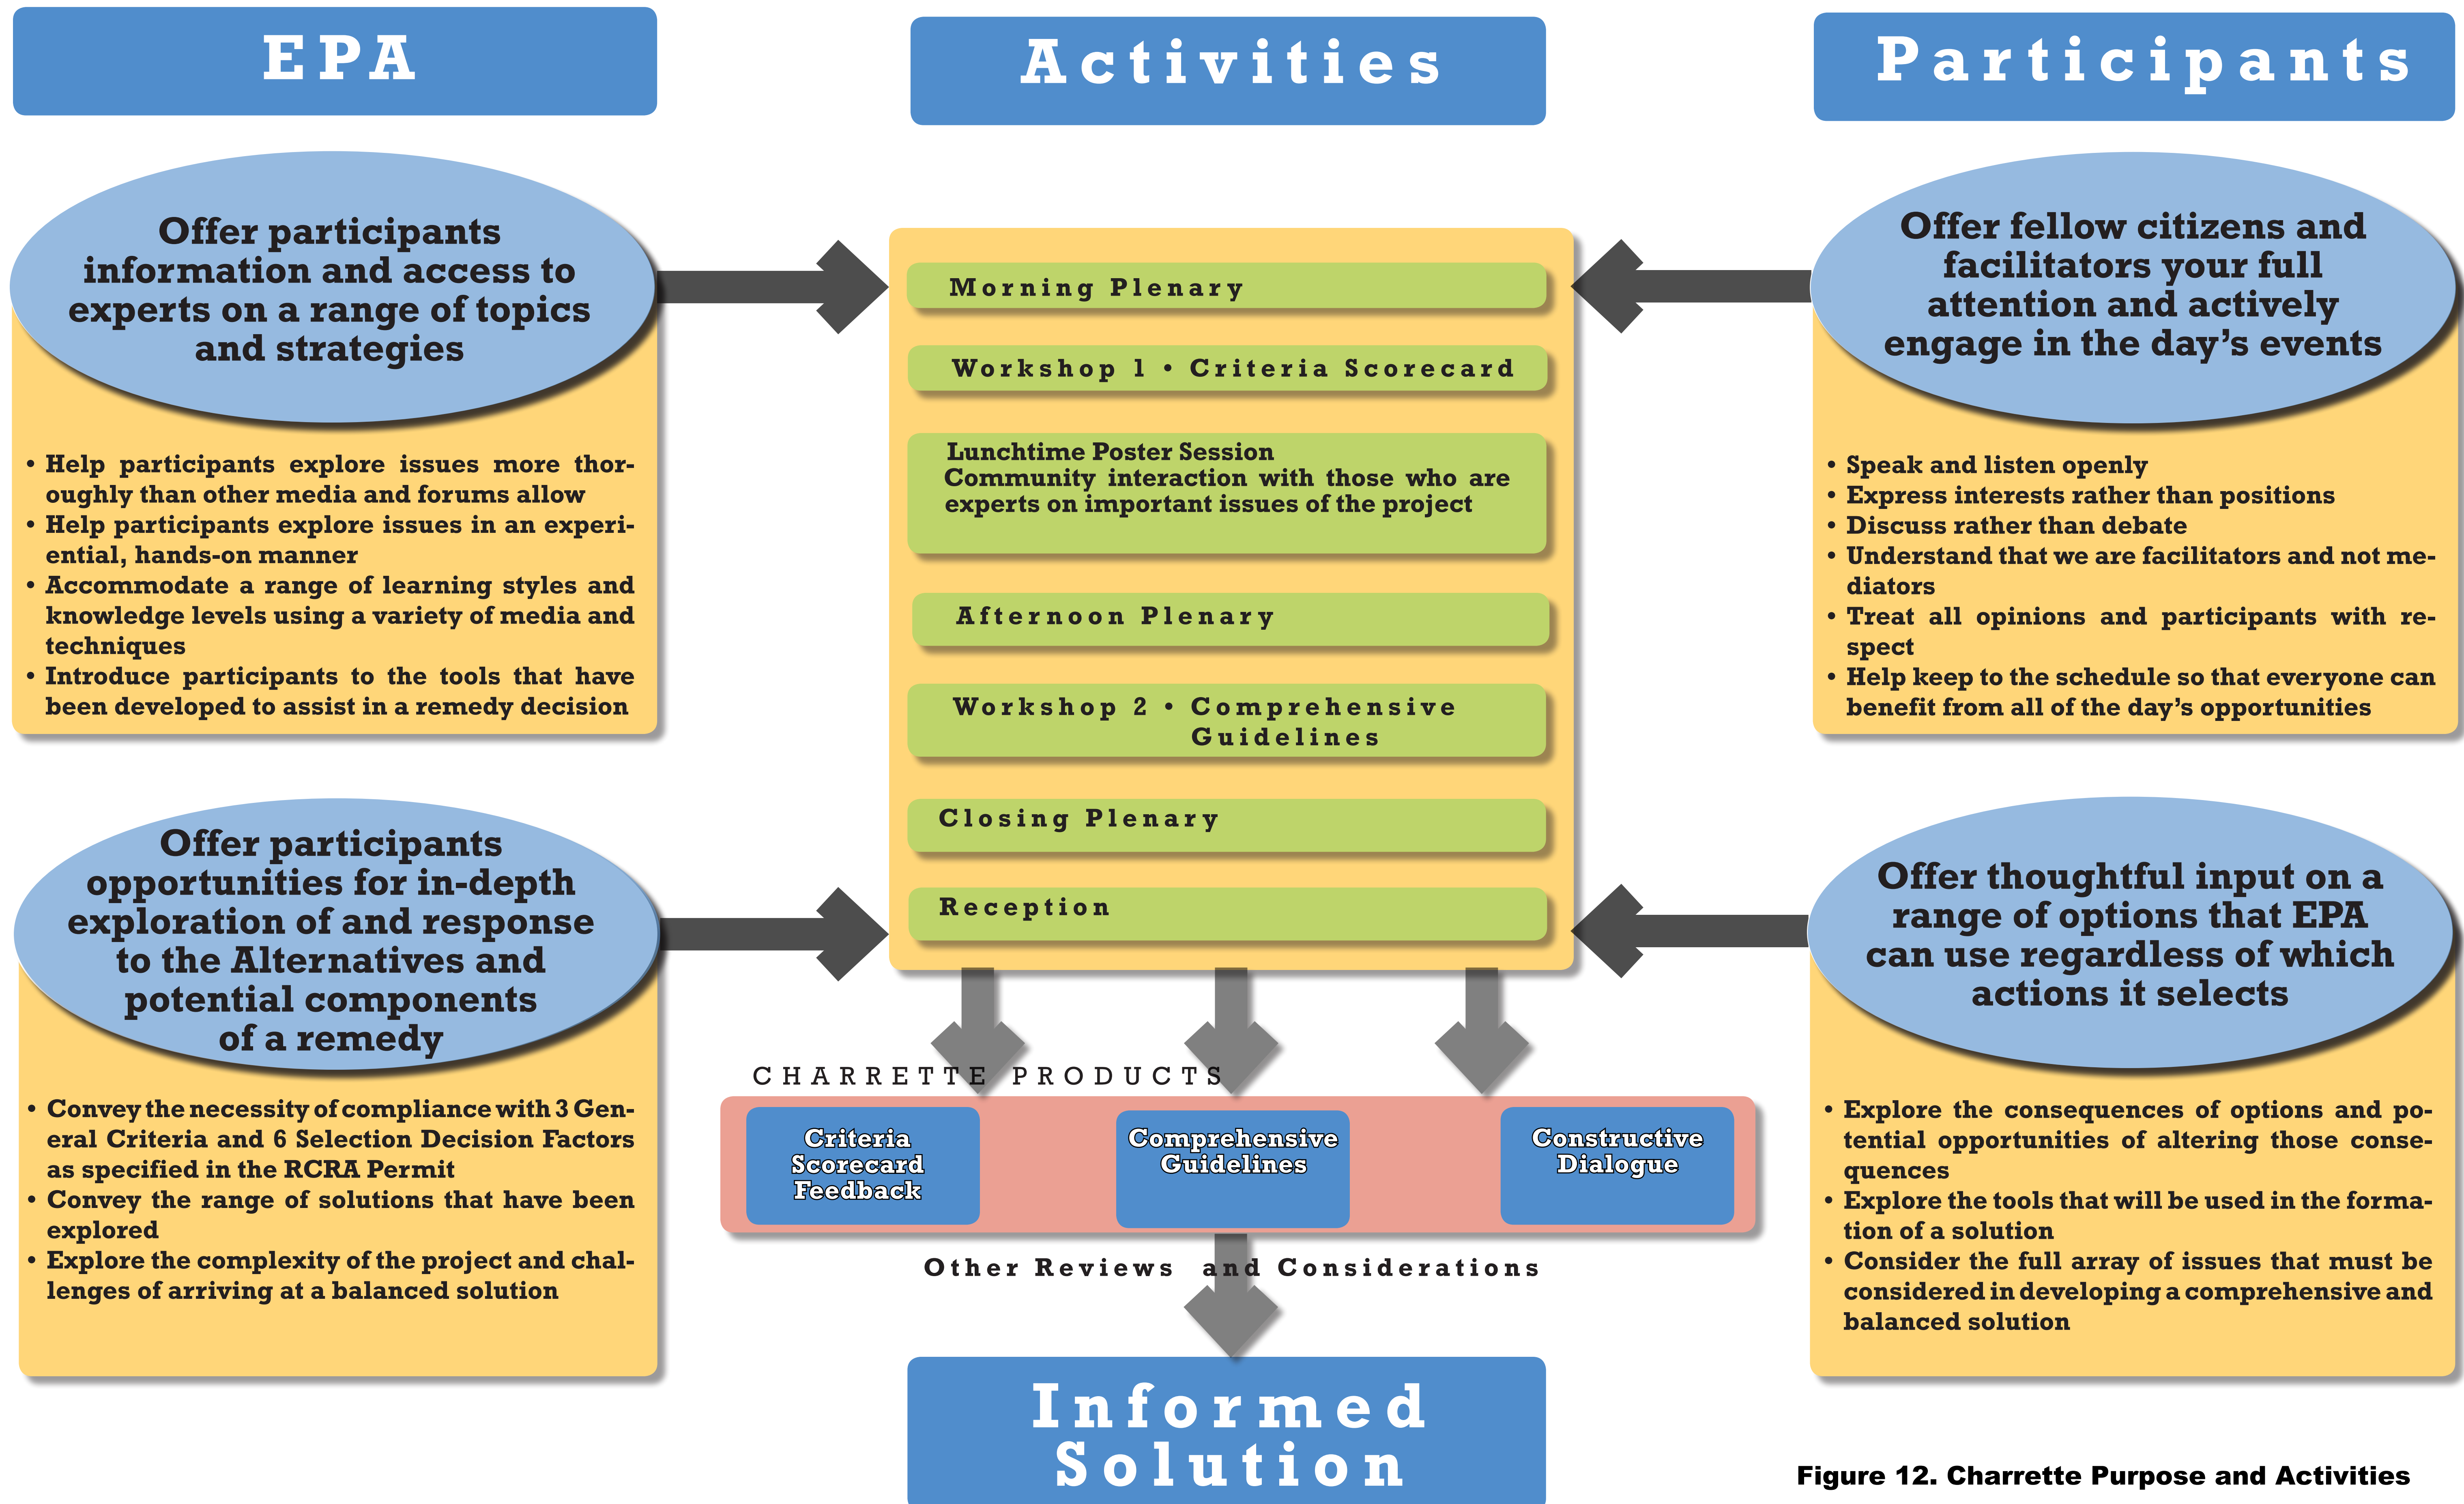 EPA
Offer participants
information and access to
experts on a range of topics
and strategies
• Help participants explore issues more thor-
oughly than other media and forums allow
• Help participants explore issues in an experi-
ential, hands-on manner
• Accommodate a range of learning styles and
knowledge levels using a variety of media and
techniques
• Introduce participants to the tools that have
been developed to assist in a remedy decision
Offer participants
opportunities for in-depth
exploration of and response
to the Alternatives and
potential components
of a remedy
• Convey the necessity of compliance with 3 Gen-
eral Criteria and 6 Selection Decision Factors
as specified in the RCRA Permit
• Convey the range of solutions that have been
explored
• Explore the complexity of the project and chal-
lenges of arriving at a balanced solution
Activities
Morning Plenary
Workshop 1 • Criteria Scorecard
Lunchtime Poster Session
Community interaction with those who are
experts on important issues of the project
Afternoon Plenary
Workshop 2 • Comprehensive
Guidelines
Closing Plenary
Reception
CHARRETTE PRODUCTS
Criteria
Scorecard
Feedback
Comprehensive
Guidelines
Constructive
Dialogue
Other Reviews and Considerations
Informed
Solution
Participants
Offer fellow citizens and
facilitators your full
attention and actively
engage in the day's events
• Speak and listen openly
• Express interests rather than positions
• Discuss rather than debate
• Understand that we are facilitators and not me-
diators
• Treat all opinions and participants with re-
spect
• Help keep to the schedule so that everyone can
benefit from all of the day's opportunities
Offer thoughtful input on a
range of options that EPA
can use regardless of which
actions it selects
• Explore the consequences of options and po-
tential opportunities of altering those conse-
quences
• Explore the tools that will be used in the forma-
tion of a solution
• Consider the full array of issues that must be
considered in developing a comprehensive and
balanced solution
Figure 12. Charrette Purpose and Activities